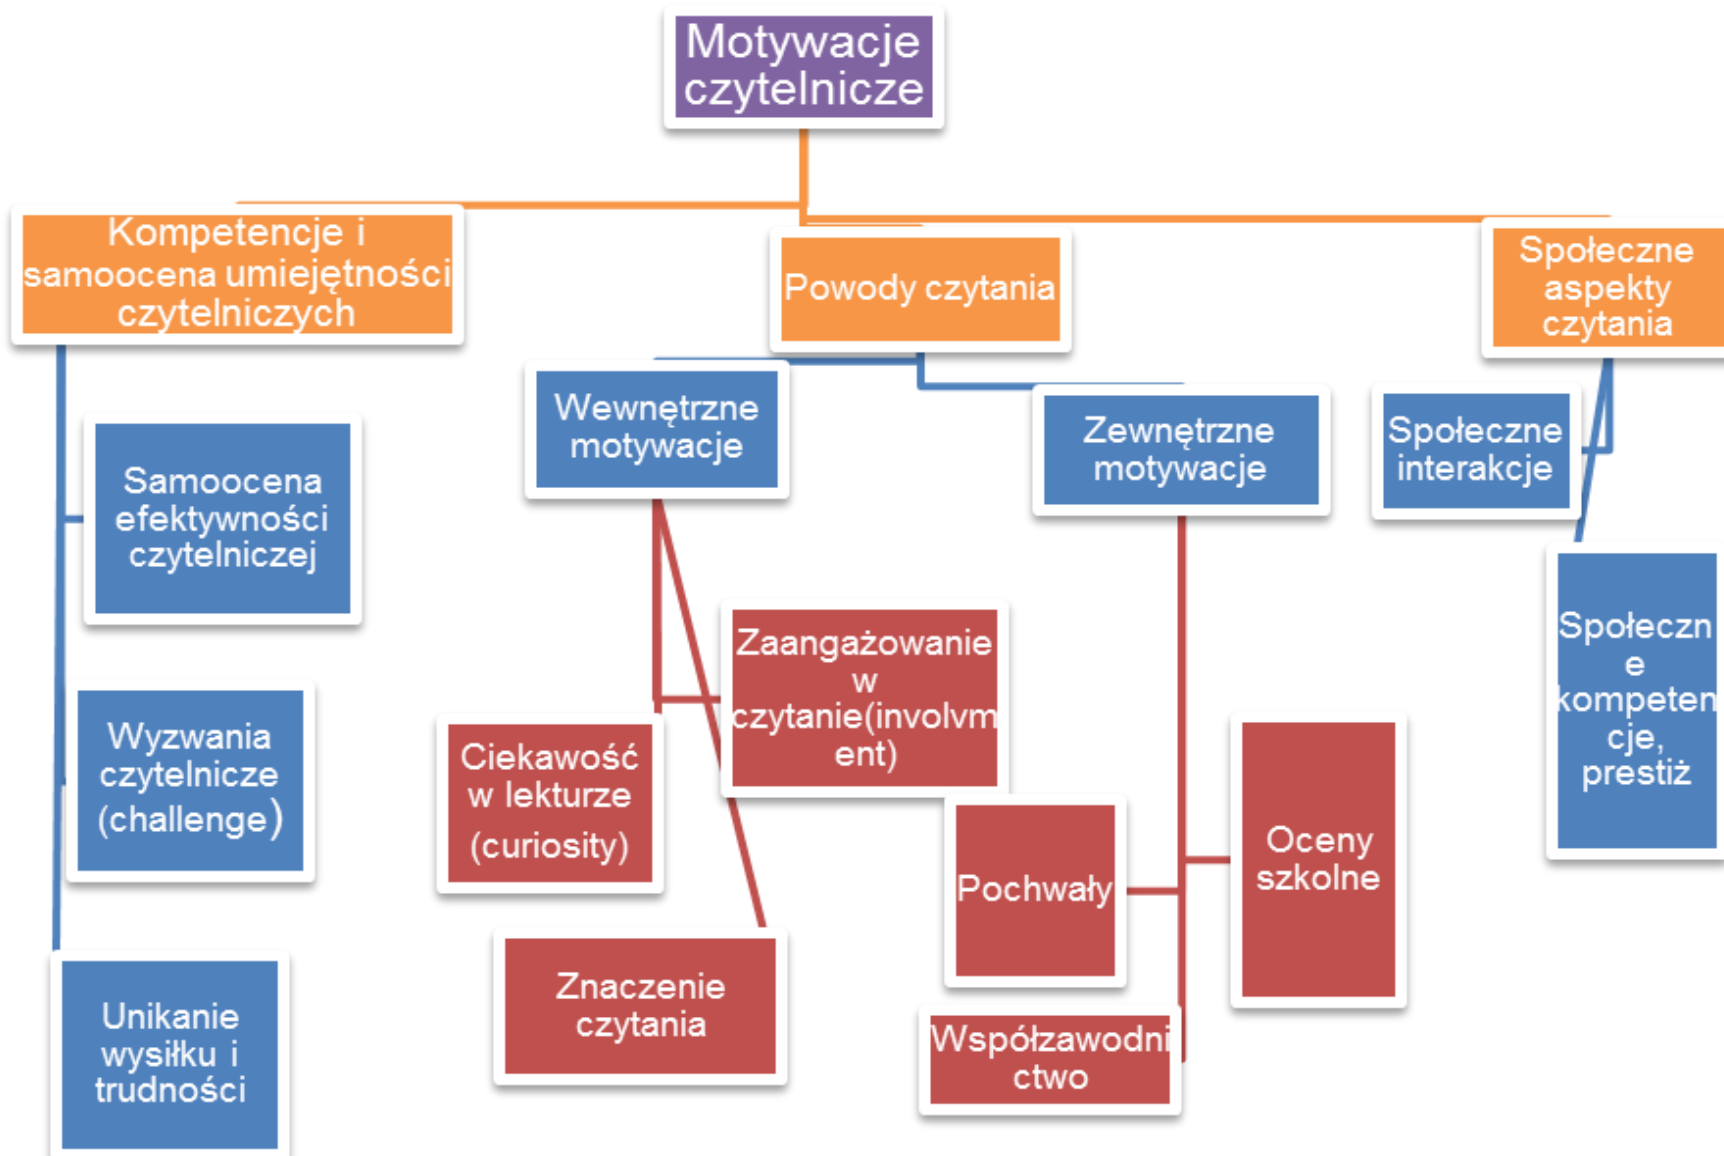 Motywacje
czytelnicze
Kompetencje i
samoocena umiejętności
czytelniczych
Powody czytania
Społeczne
aspekty
czytania
Wewnętrzne
motywacje
Zewnętrzne
motywacje
Społeczne
interakcje
Samoocena
efektywności
czytelniczej
Zaangażowanie
w
czytanie(involvm
ent)
Społeczn
e
kompeten
cje,
prestiż
Wyzwania
czytelnicze
(challenge)
Ciekawość
w lekturze
(curiosity)
Pochwały
Oceny
szkolne
Znaczenie
czytania
Współzawodni
ctwo
Unikanie
wysiłku i
trudności